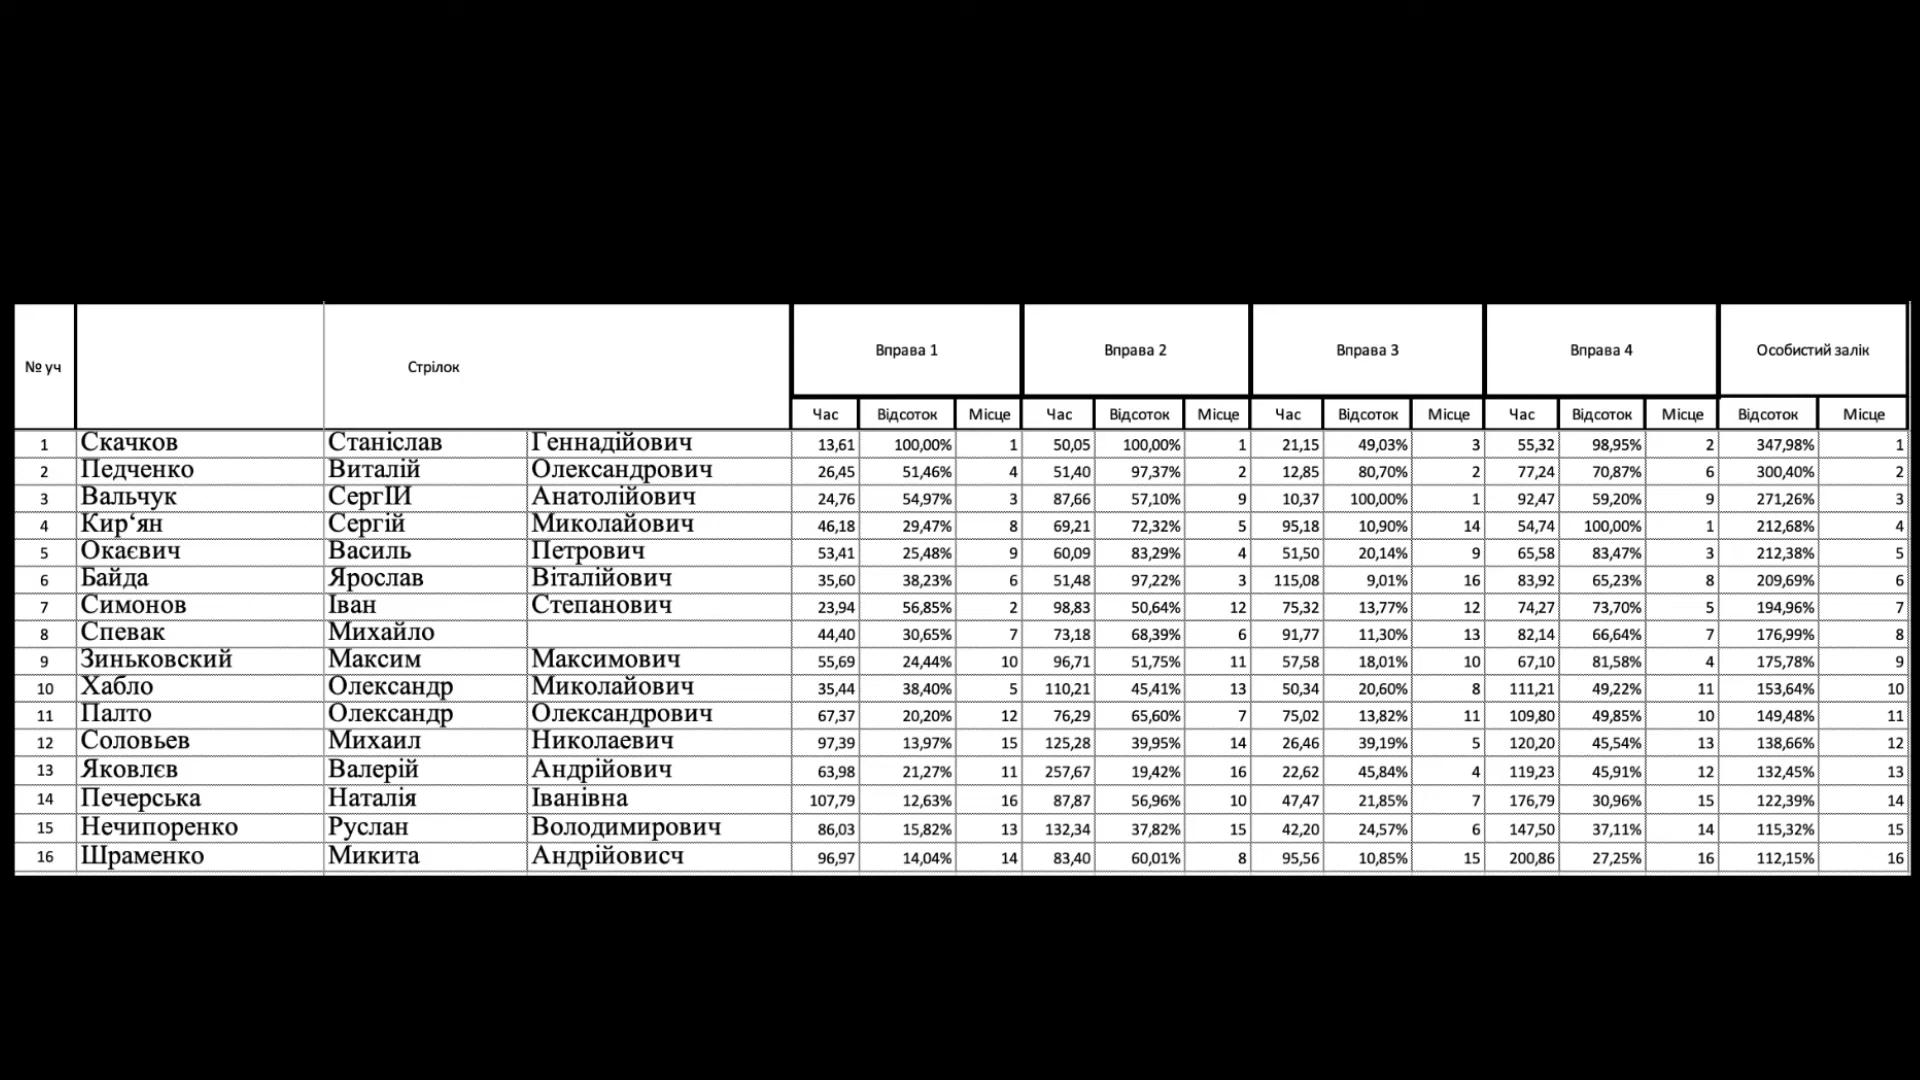 № уч Стрілок Вправа 1 Вправа 2 Вправа 3 Вправа 4 Особистий залік
Час Відсоток Місце Час Відсоток Місце Час Відсоток Місце Час Відсоток Місце Відсоток Місце
1 Скачков Станіслав Геннадійович 13,61 100,00% 1 50,05 100,00% 1 21,15 49,03% 3 55,32 98,95% 2 347,98% 1
2 Педченко Виталій Олександрович 26,45 51,46% 4 51,40 97,37% 2 12,85 80,70% 2 77,24 70,87% 6 300,40% 2
3 Вальчук СергІИ Анатолійович 24,76 54,97% 3 87,66 57,10% 9 10,37 100,00% 1 92,47 59,20% 9 271,26% 3
4 Кир‘ян Сергій Миколайович 46,18 29,47% 8 69,21 72,32% 5 95,18 10,90% 14 54,74 100,00% 1 212,68% 4
5 Окаєвич Василь Петрович 53,41 25,48% 9 60,09 83,29% 4 51,50 20,14% 9 65,58 83,47% 3 212,38% 5
6 Байда Ярослав Віталійович 35,60 38,23% 6 51,48 97,22% 3 115,08 9,01% 16 83,92 65,23% 8 209,69% 6
7 Симонов Іван Степанович 23,94 56,85% 2 98,83 50,64% 12 75,32 13,77% 12 74,27 73,70% 5 194,96% 7
8 Спевак Михайло 44,40 30,65% 7 73,18 68,39% 6 91,77 11,30% 13 82,14 66,64% 7 176,99% 8
9 Зиньковский Максим Максимович 55,69 24,44% 10 96,71 51,75% 11 57,58 18,01% 10 67,10 81,58% 4 175,78% 9
10 Хабло Олександр Миколайович 35,44 38,40% 5 110,21 45,41% 13 50,34 20,60% 8 111,21 49,22% 11 153,64% 10
11 Палто Олександр Олександрович 67,37 20,20% 12 76,29 65,60% 7 75,02 13,82% 11 109,80 49,85% 10 149,48% 11
12 Соловьев Михаил Николаевич 97,39 13,97% 15 125,28 39,95% 14 26,46 39,19% 5 120,20 45,54% 13 138,66% 12
13 Яковлєв Валерій Андрійович 63,98 21,27% 11 257,67 19,42% 16 22,62 45,84% 4 119,23 45,91% 12 132,45% 13
14 Печерська Наталія Іванівна 107,79 12,63% 16 87,87 56,96% 10 47,47 21,85% 7 176,79 30,96% 15 122,39% 14
15 Нечипоренко Руслан Володимирович 86,03 15,82% 13 132,34 37,82% 15 42,20 24,57% 6 147,50 37,11% 14 115,32% 15
16 Шраменко Микита Андрійовисч 96,97 14,04% 14 83,40 60,01% 8 95,56 10,85% 15 200,86 27,25% 16 112,15% 16